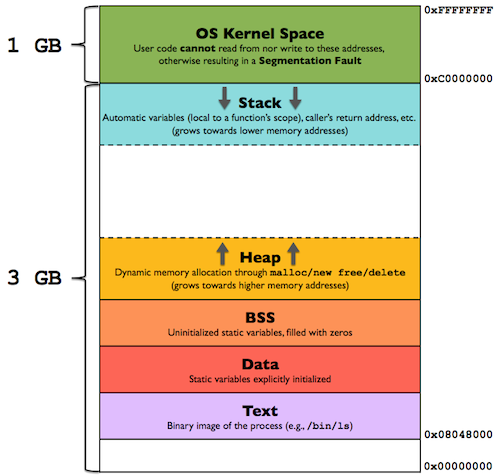 0xFFFFFFFF
1 GB
OS Kernel Space
User code cannot read from nor write to these addresses,
otherwise resulting in a Segmentation Fault
0xC0000000
Stack
Automatic variables (local to a function's scope), caller's return address, etc.
(grows towards lower memory addresses)
3 GB
Heap
Dynamic memory allocation through malloc/new free/delete
(grows towards higher memory addresses)
BSS
Uninitialized static variables, filled with zeros
Data
Static variables explicitly initialized
Text
Binary image of the process (e.g., /bin/ls)
0x08048000
0x00000000